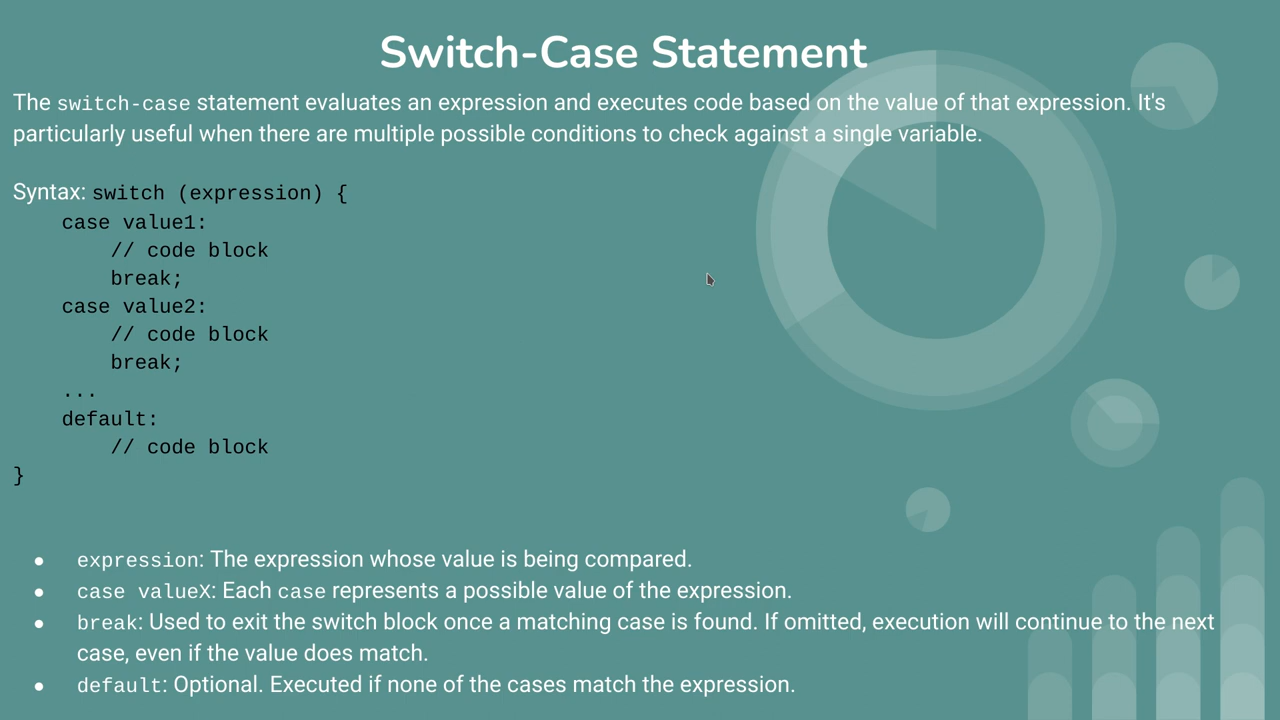 Switch-Case Statement
The switch-case statement evaluates an expression and executes code based on the value of that expression. It's
particularly useful when there are multiple possible conditions to check against a single variable.
Syntax: switch (expression) {
    case value1:
        // code block
        break;
    case value2:
        // code block
        break;
    ...
    default:
        // code block
}
● expression: The expression whose value is being compared.
● case valueX: Each case represents a possible value of the expression.
● break: Used to exit the switch block once a matching case is found. If omitted, execution will continue to the next
case, even if the value does match.
● default: Optional. Executed if none of the cases match the expression.